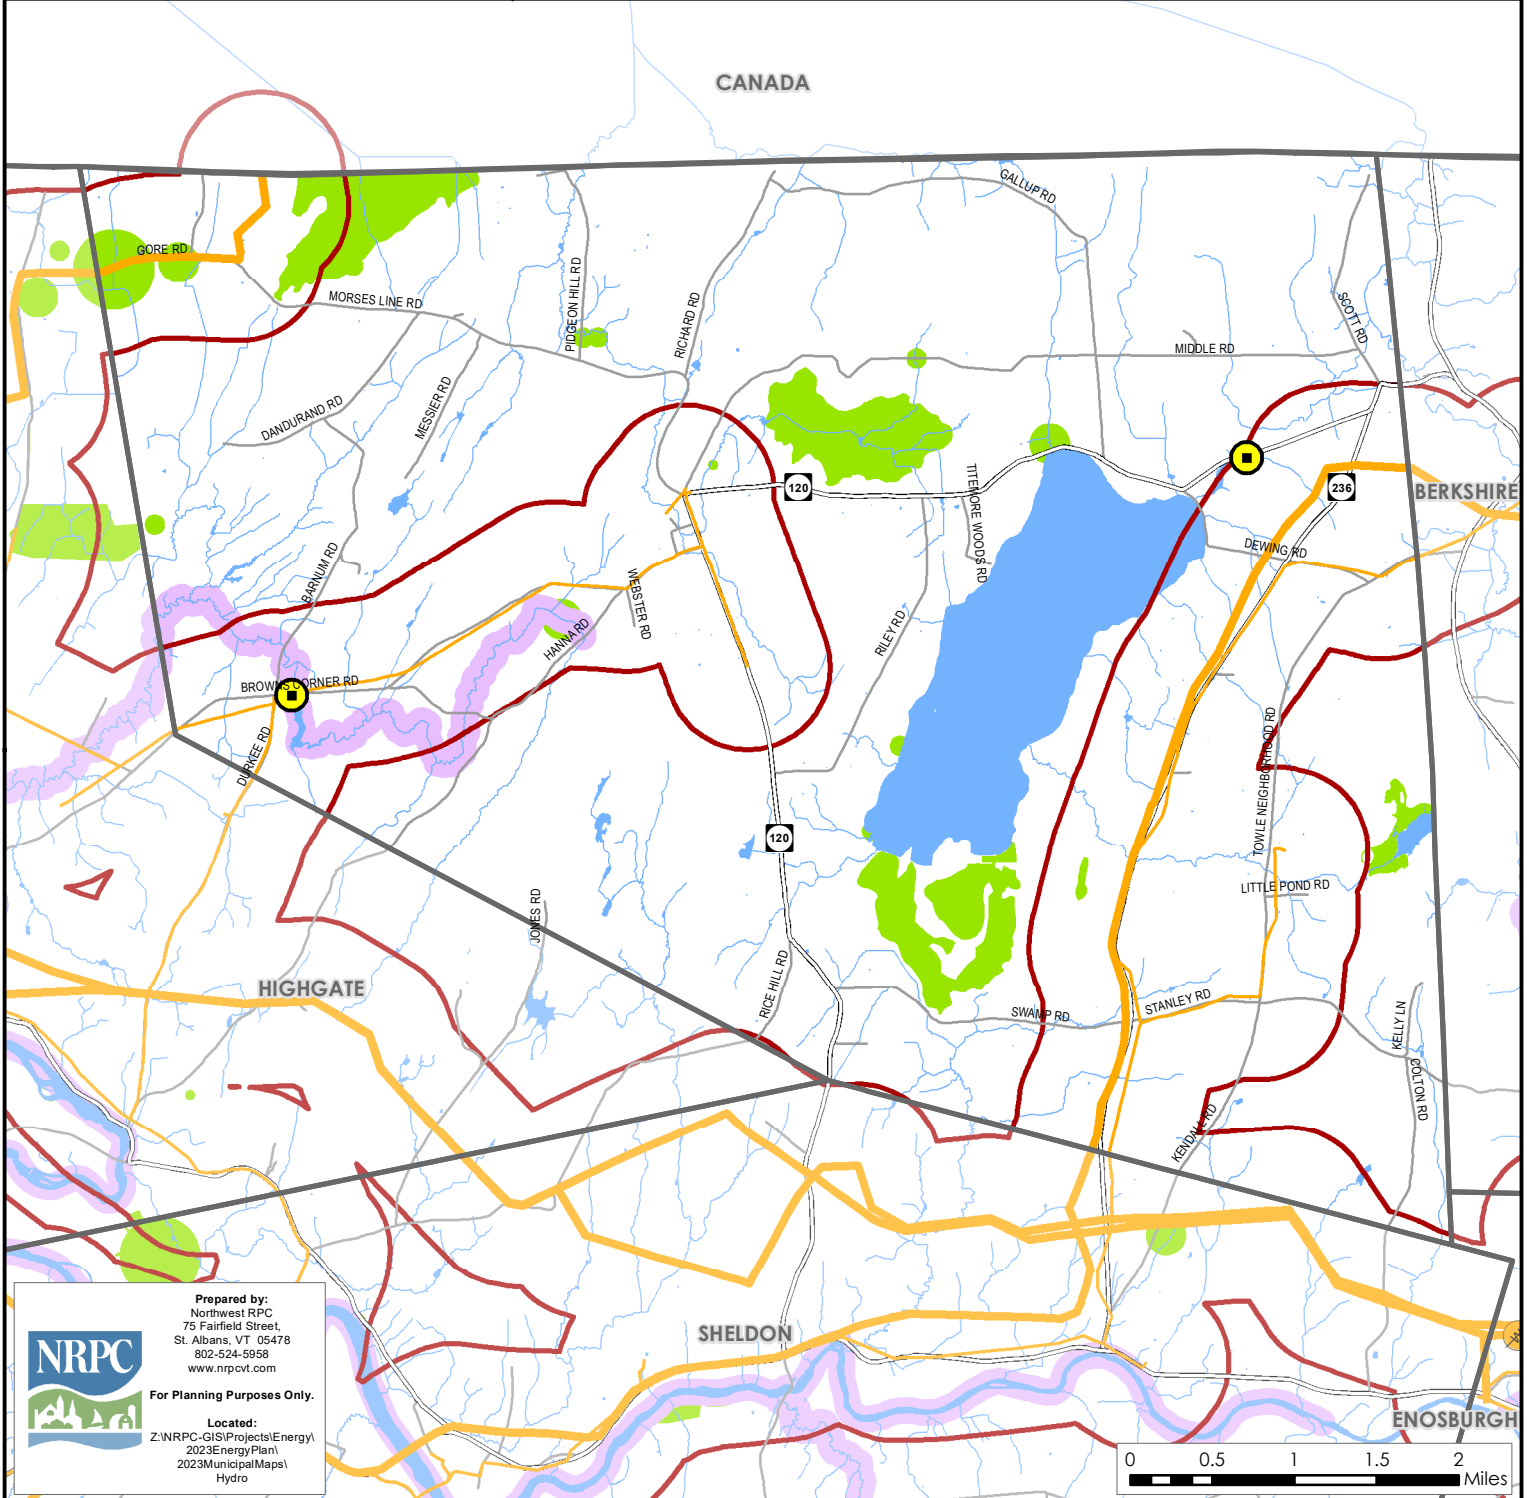 CANADA
GALLUP RD
GORE RD
MORSES LINE RD
PIDGEON HILL RD
RICHARD RD
SCOTT RD
MIDDLE RD
DANDURAND RD
MESSIER RD
120
TITEMORE WOODS RD
236
BERKSHIRE
DEWING RD
BARNUM RD
WEBSTER RD
HANNA RD
RILEY RD
BROWNS CORNER RD
DURKEE RD
TOWLE NEIGHBORHOOD RD
120
LITTLE POND RD
JONES RD
RICE HILL RD
HIGHGATE
SWAMP RD
STANLEY RD
KELLY LN
COLTON RD
KENDALL RD
SHELDON
ENOSBURGH
NRPC
Prepared by:
Northwest RPC
75 Fairfield Street,
St. Albans, VT 05478
802-524-5958
www.nrpcvt.com
For Planning Purposes Only.
Located:
Z:\NRPC-GIS\Projects\Energy\
2023EnergyPlan\
2023MunicipalMaps\
Hydro
0 0.5 1 1.5 2
Miles